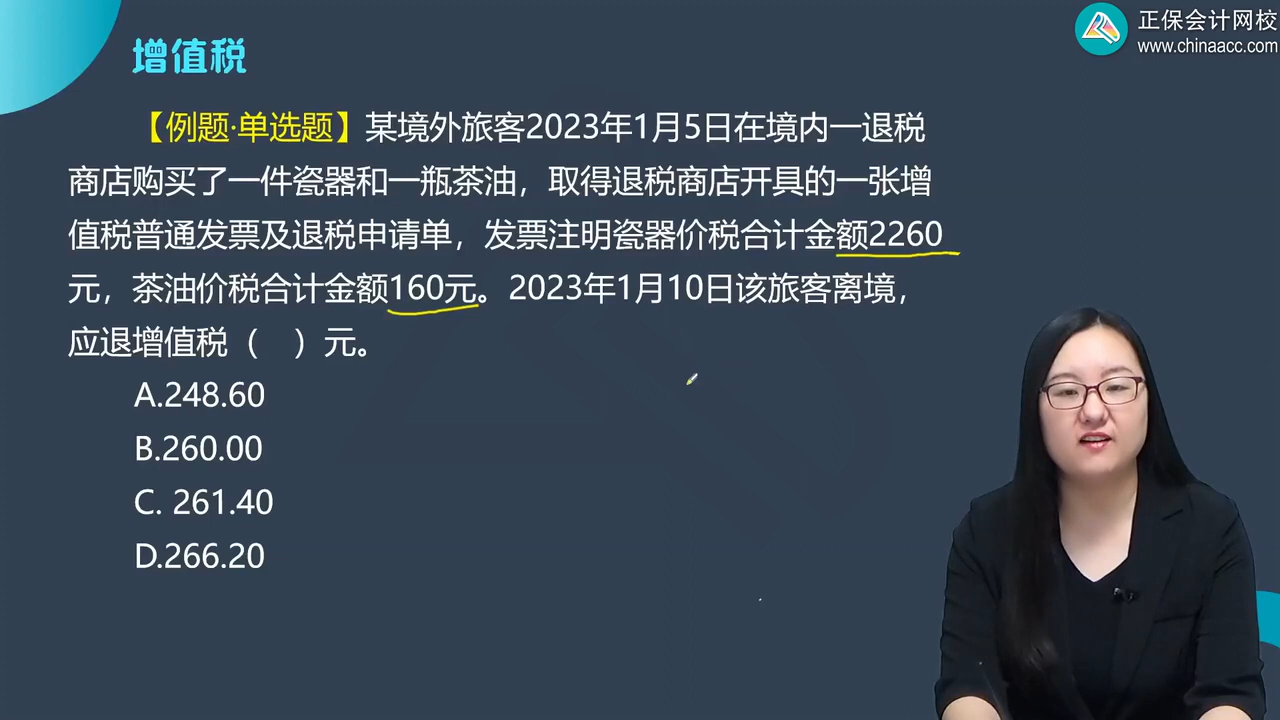 正保会计网校
www.chinaacc.com
增值税
【例题·单选题】某境外旅客2023年1月5日在境内一退税
商店购买了一件瓷器和一瓶茶油，取得退税商店开具的一张增
值税普通发票及退税申请单，发票注明瓷器价税合计金额2260
元，茶油价税合计金额160元。2023年1月10日该旅客离境，
应退增值税（　）元。
A.248.60
B.260.00
C. 261.40
D.266.20